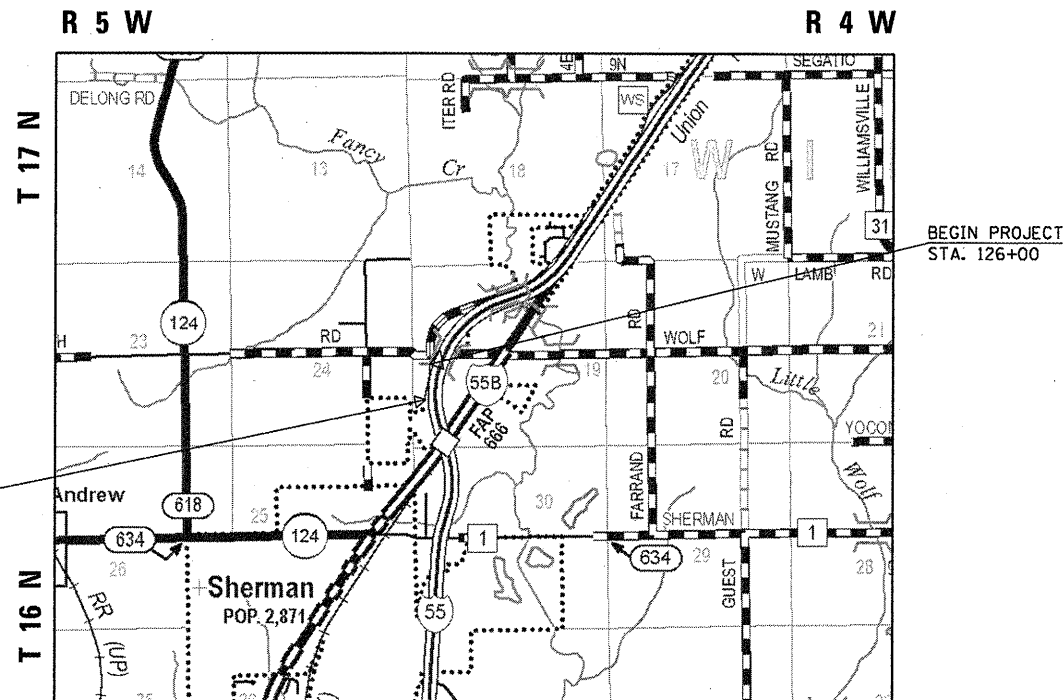 R 5 W
R 4 W
T 17 N
T 16 N
DELONG RD
ITER RD
9N
SEGATIO
WS
Union
Fancy
Cr
14
13
18
17
W I
MUSTANG RD
WILLIAMSVILLE
31
BEGIN PROJECT
STA. 126+00
W LAMB RD
124
H
23
RD
24
RD
WOLF
21
19
20
Little
55B
FAP
666
RD
YOCO
Wolf
FARRAND
Andrew
618
25
30
SHERMAN
634
124
1
1
634
29
28
26
Sherman
POP. 2,871
55
GUEST
RR
(UP)